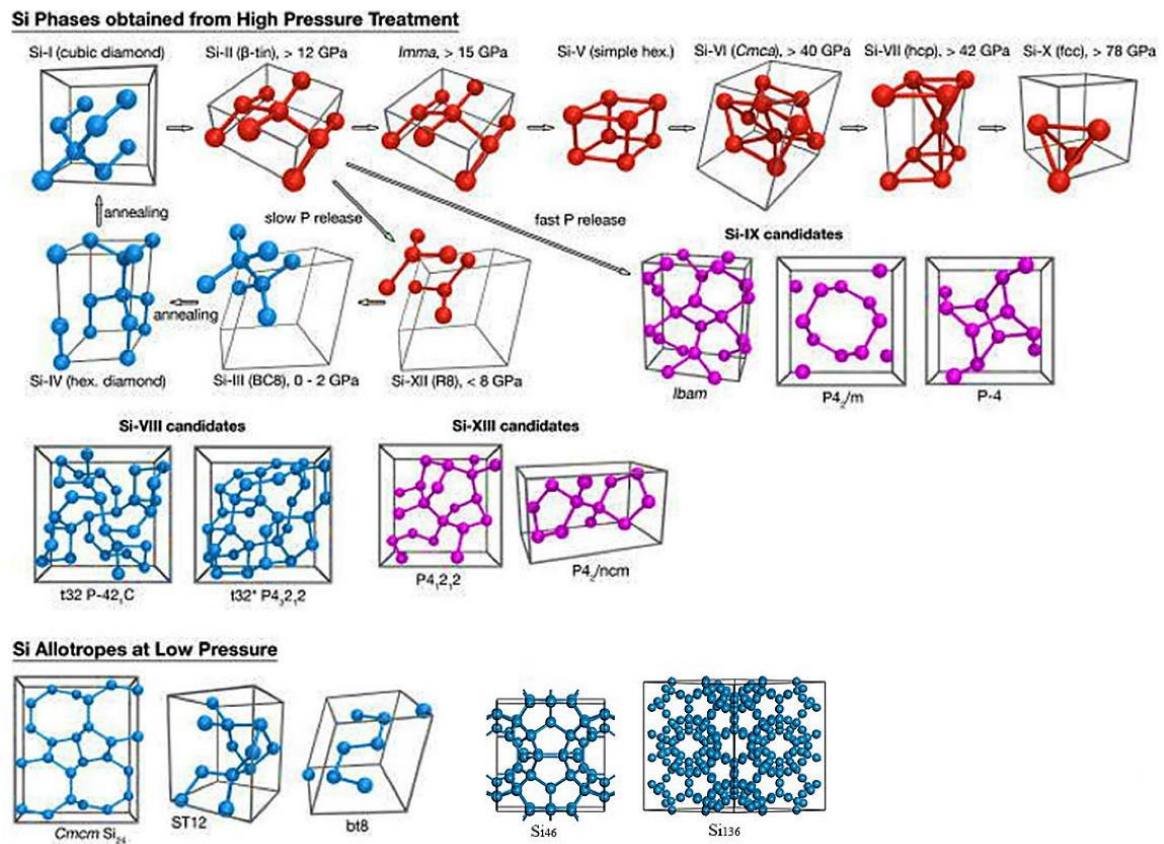 Si Phases obtained from High Pressure Treatment
Si-I (cubic diamond)
Si-II (β-tin), > 12 GPa
Imma, > 15 GPa
Si-V (simple hex.)
Si-VI (Cmca), > 40 GPa
Si-VII (hcp) > 42 GPa
Si-X (fcc), > 78 GPa
annealing
slow P release
fast P release
Si-IX candidates
annealing
Si-IV (hex. diamond)
Si-III (BC8), 0 - 2 GPa
Si-XII (R8), < 8 GPa
Ibam
P4₂/m
P-4
Si-VIII candidates
Si-XIII candidates
t32 P-42₁C
t32* P4₃2₁2
P4₁2₁2
P4₂/ncm
Si Allotropes at Low Pressure
Cmcm Si₂₄
ST12
bt8
Si46
Si136